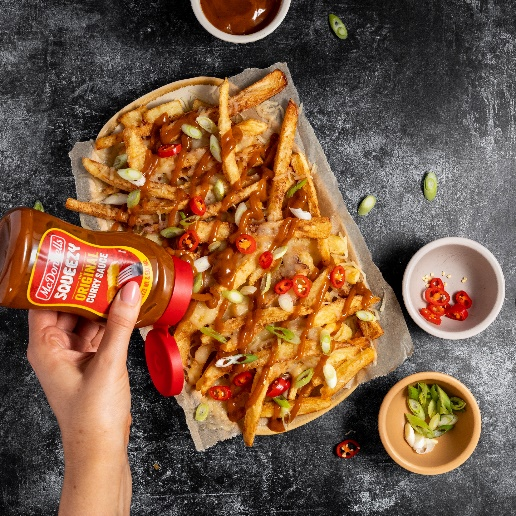 McDonnells
SQUEEZY
ORIGINAL
CURRY SAUCE